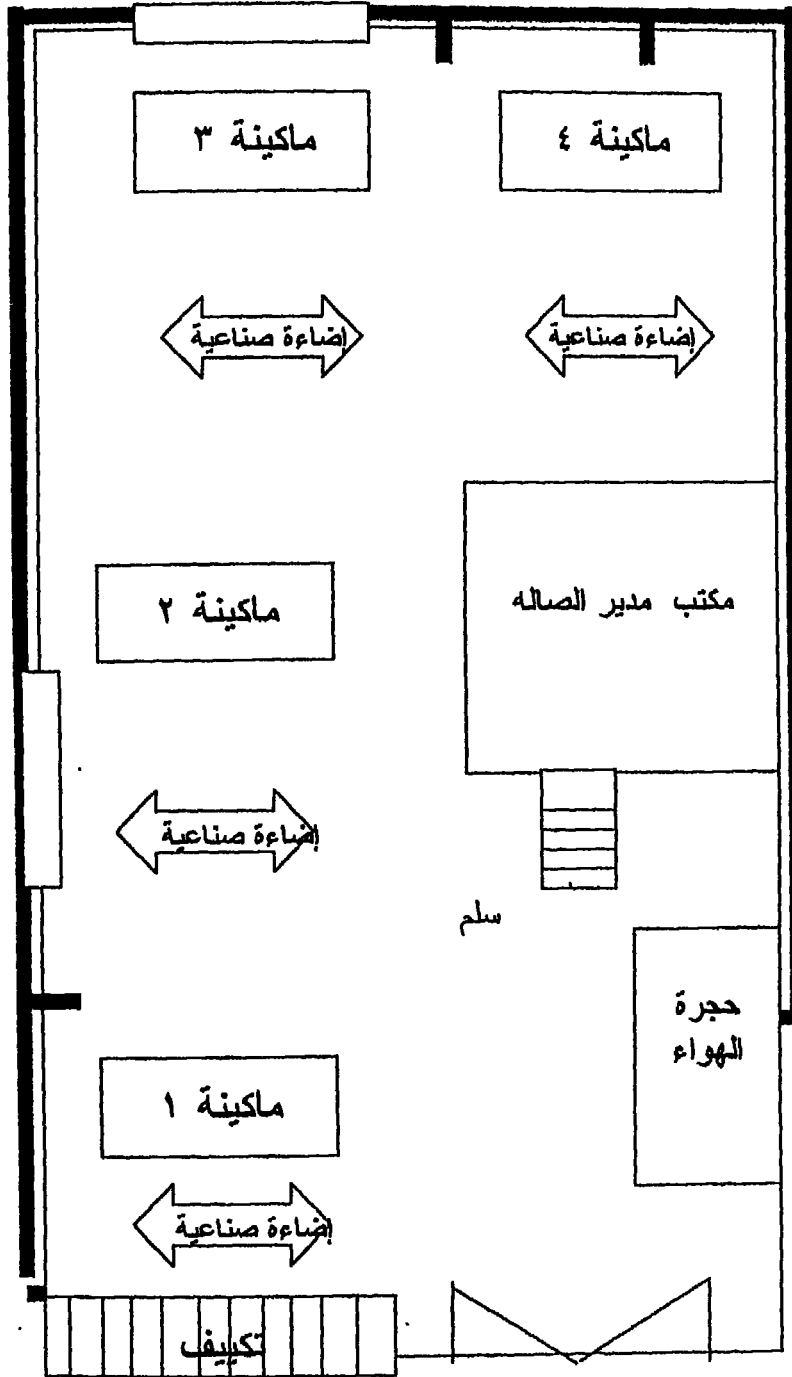 ماكينة ٤
ماكينة ٣
إضاءة صناعية
إضاءة صناعية
مكتب مدير الصاله
ماكينة ٢
إضاءة صناعية
سلم
حجرة
الهواء
ماكينة ١
إضاءة صناعية
تكييف